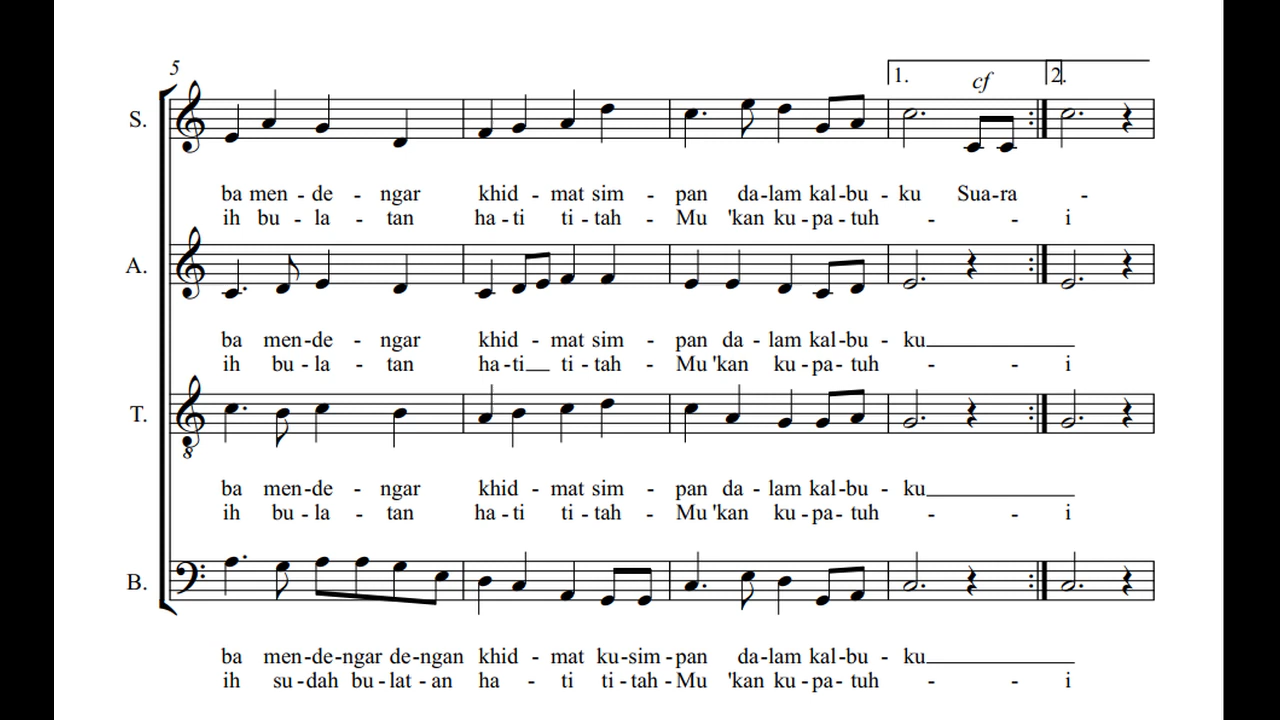 5
1. cf 2.
S.
ba men - de - ngar khid - mat sim - pan da-lam kal-bu - ku Sua-ra -
ih bu - la - tan ha - ti ti - tah - Mu 'kan ku - pa - tuh - - i
A.
ba men-de - ngar khid - mat sim - pan da - lam kal-bu - ku
ih bu - la - tan ha-ti ti - tah - Mu 'kan ku - pa - tuh - - i
T.
8
ba men-de - ngar khid - mat sim - pan da - lam kal-bu - ku
ih bu - la - tan ha - ti ti - tah - Mu 'kan ku - pa - tuh - - i
B.
ba men-de-ngar de-ngan khid - mat ku-sim - pan da-lam kal-bu - ku
ih su - dah bu - lat - an ha - ti ti - tah - Mu 'kan ku - pa - tuh - - i